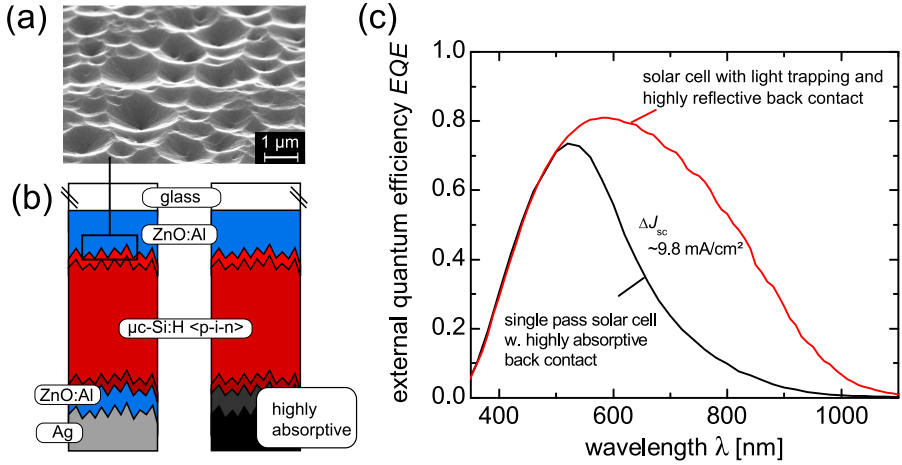 (a)
1 µm
(b)
glass
ZnO:Al
µc-Si:H <p-i-n>
ZnO:Al
Ag
highly
absorptive
(c)
external quantum efficiency EQE
1.0
0.8
0.6
0.4
0.2
0.0
solar cell with light trapping and
highly reflective back contact
ΔJsc
~9.8 mA/cm²
single pass solar cell
w. highly absorptive
back contact
400 600 800 1000
wavelength λ [nm]